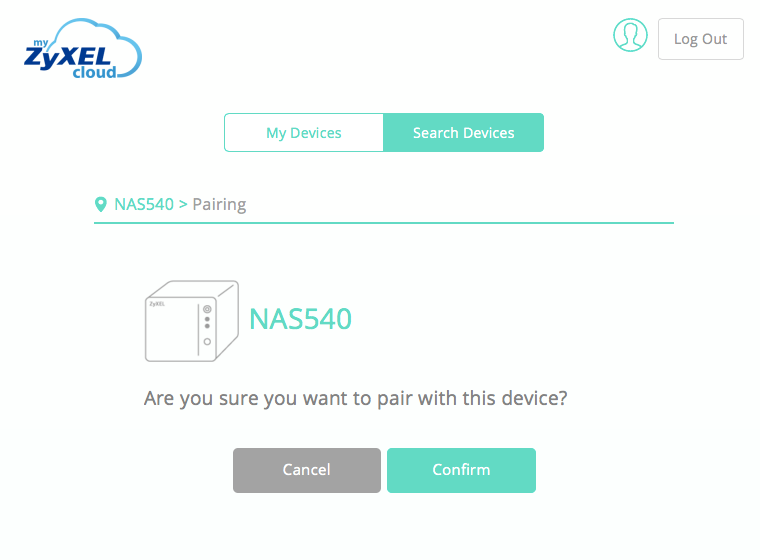 my
ZyXEL
cloud
Log Out
My Devices
Search Devices
NAS540 > Pairing
ZyXEL
NAS540
Are you sure you want to pair with this device?
Cancel
Confirm